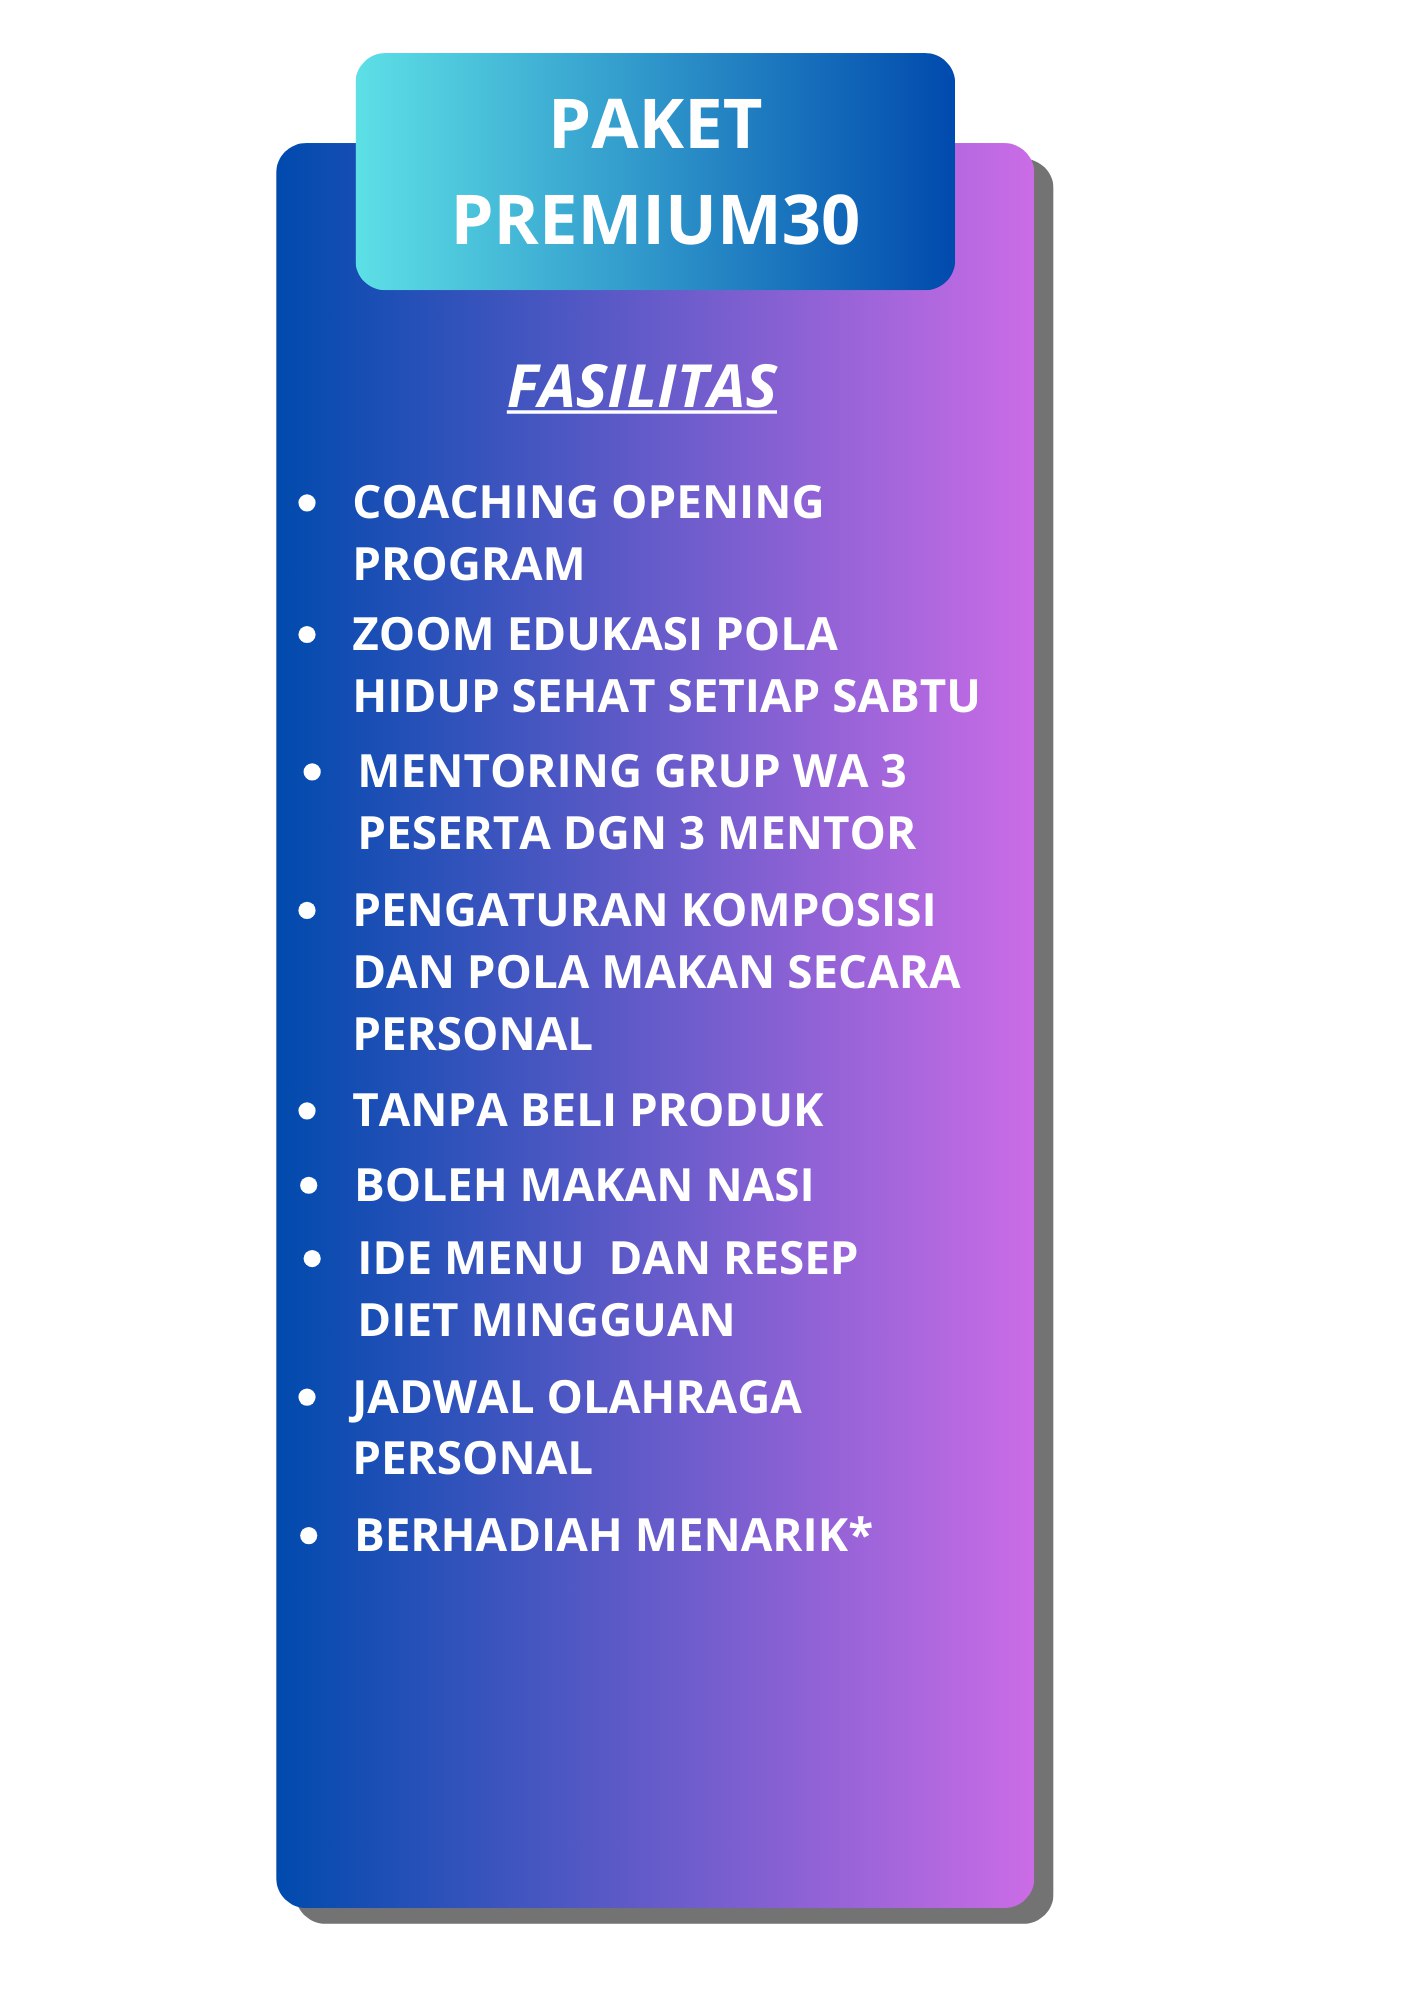 PAKET
PREMIUM30
FASILITAS
• COACHING OPENING
PROGRAM
• ZOOM EDUKASI POLA
HIDUP SEHAT SETIAP SABTU
• MENTORING GRUP WA 3
PESERTA DGN 3 MENTOR
• PENGATURAN KOMPOSISI
DAN POLA MAKAN SECARA
PERSONAL
• TANPA BELI PRODUK
• BOLEH MAKAN NASI
• IDE MENU  DAN RESEP
DIET MINGGUAN
• JADWAL OLAHRAGA
PERSONAL
• BERHADIAH MENARIK*